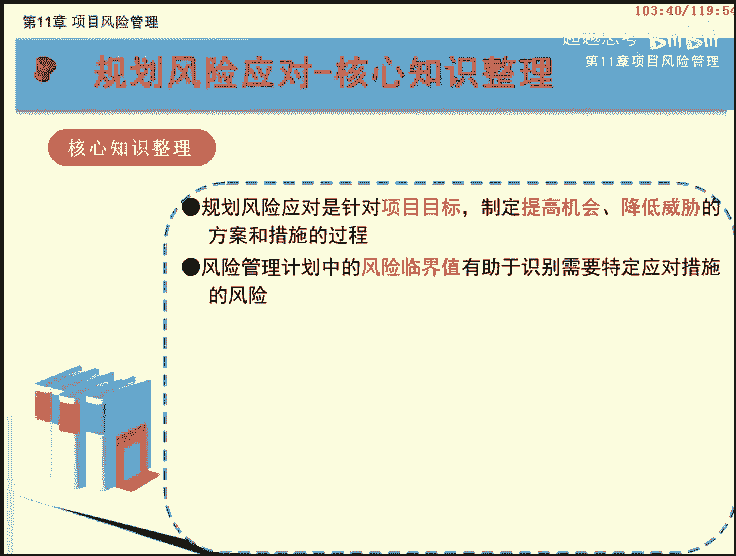 第11章 项目风险管理
103:40/119:54
bilibili
第11章项目风险管理
规划风险应对-核心知识整理
核心知识整理
●规划风险应对是针对项目目标，制定提高机会、降低威胁的
方案和措施的过程
●风险管理计划中的风险临界值有助于识别需要特定应对措施
的风险